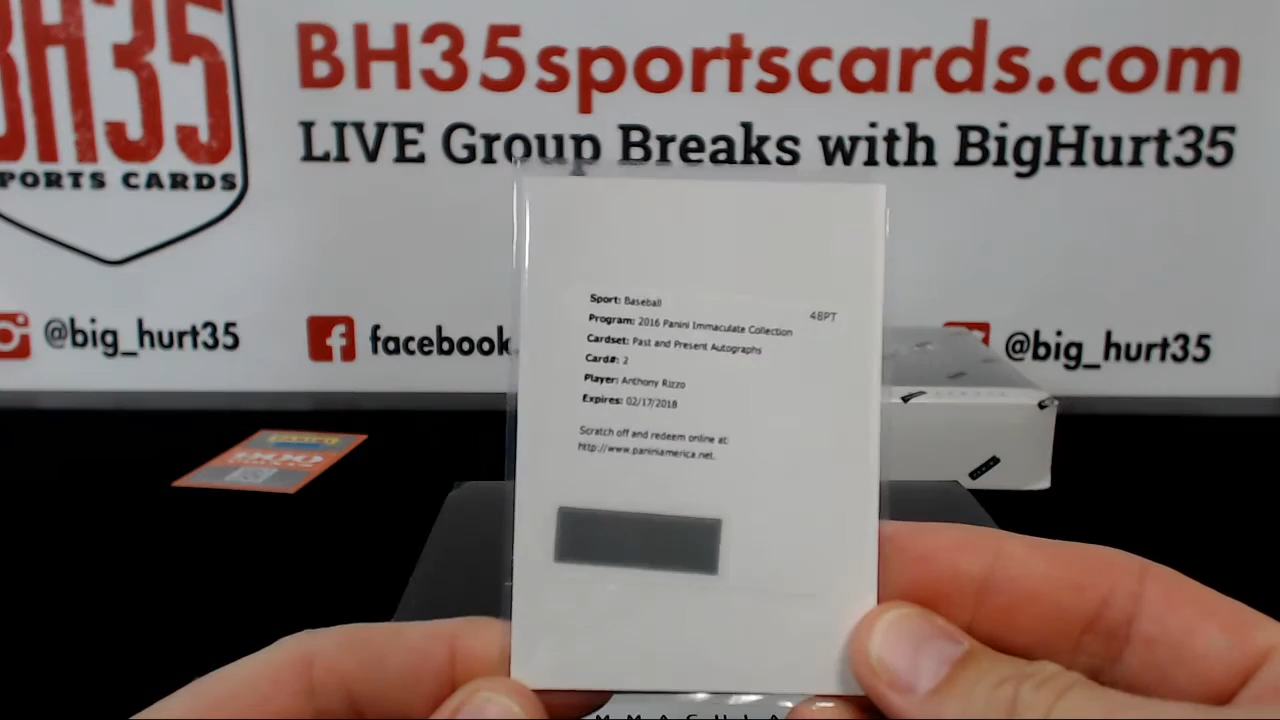 BH35
PORTS CARDS
BH35sportscards.com
LIVE Group Breaks with BigHurt35
@big_hurt35
facebook.
@big_hurt35
Sport: Baseball
48PT
Program: 2016 Panini Immaculate Collection
Cardset: Past and Present Autographs
Card#: 2
Player: Anthony Rizzo
Expires: 02/17/2018
Scratch off and redeem online at:
http://www.paniniamerica.net.